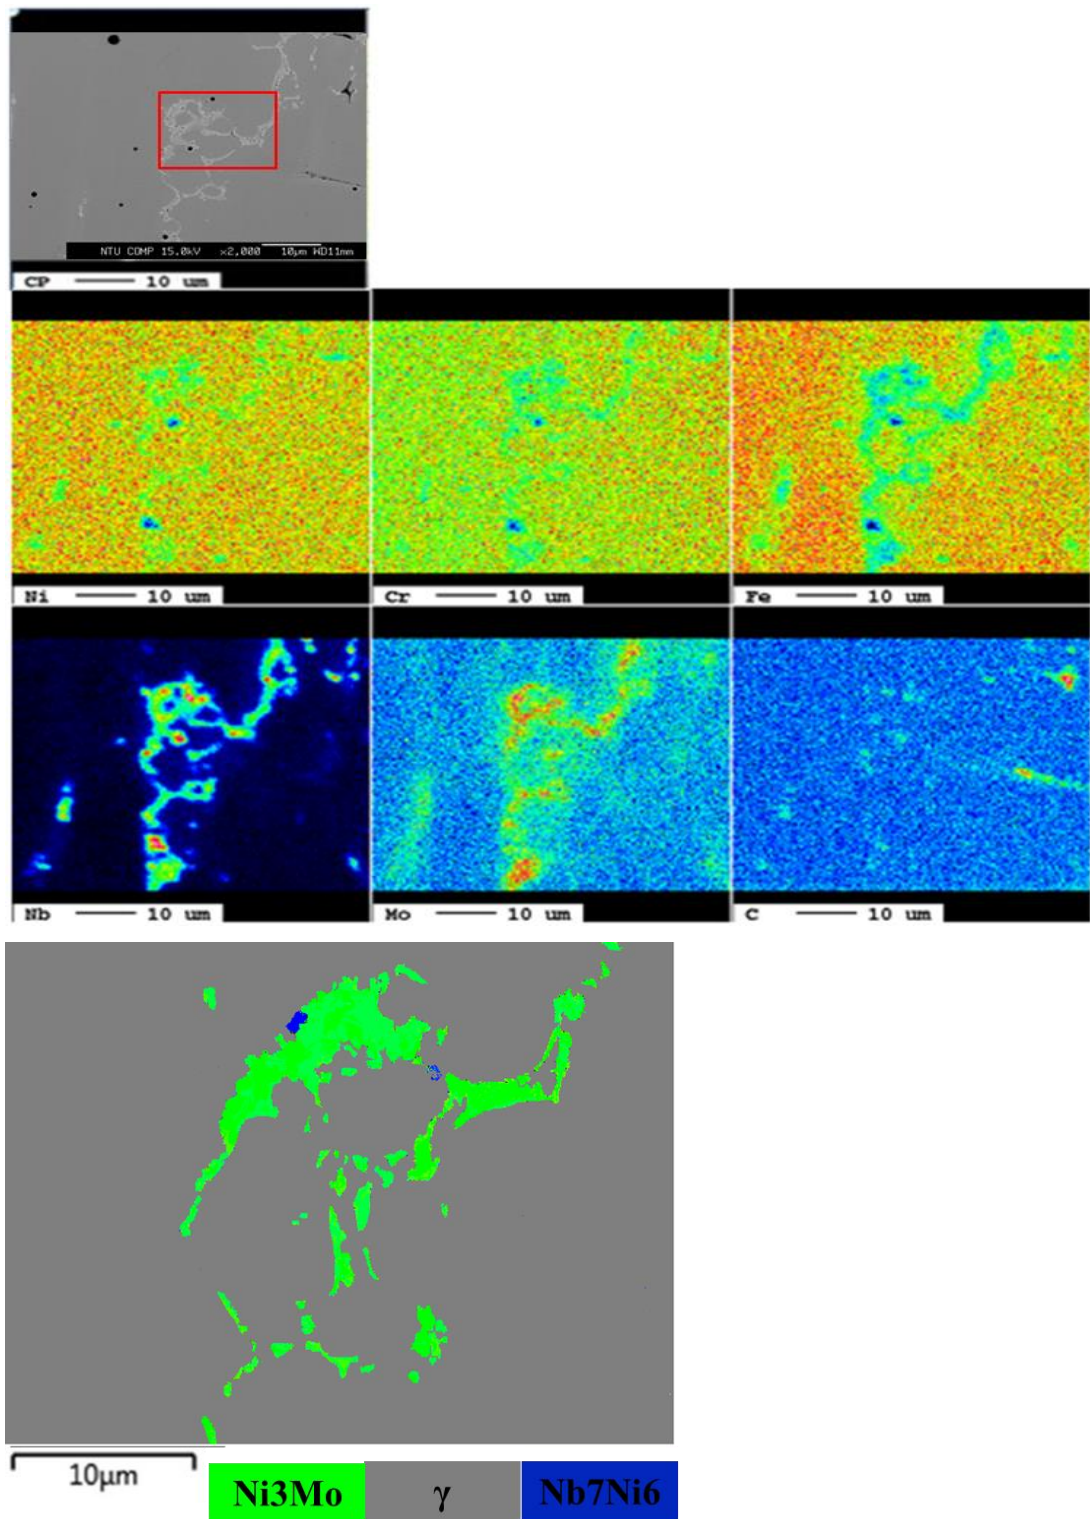 NTU COMP 15.0kV ×2,000 10μm WD11mm
CP 10 um
Ni 10 um
Cr 10 um
Fe 10 um
Nb 10 um
Mo 10 um
C 10 um
10μm
Ni3Mo γ Nb7Ni6